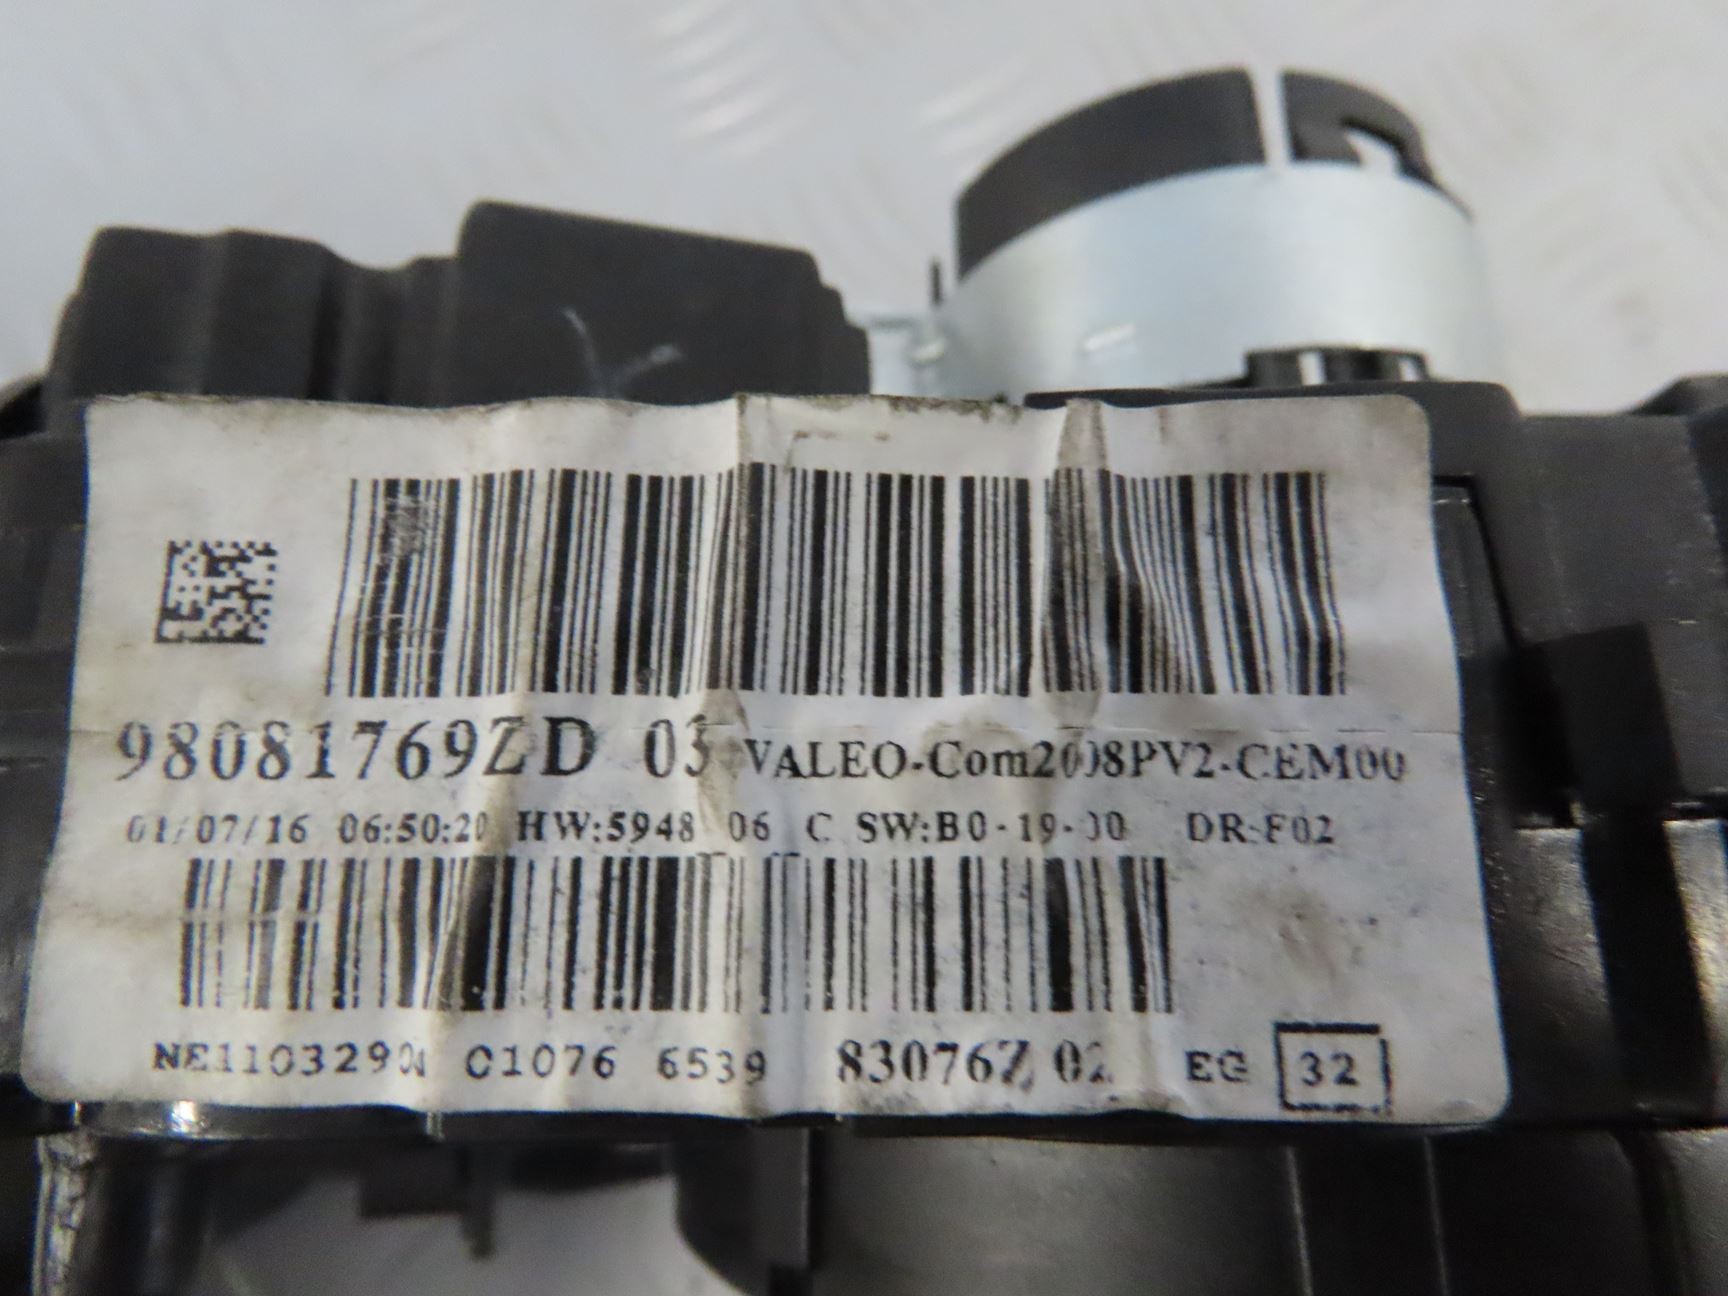 98081769ZD 03 VALEO-Com2008PV2-CEM00
01/07/16 06:50:20 HW:5948 06 C SW:B0-19-00 DR:F02
NE11032904 C1076 6539 83076Z 02 EG 32